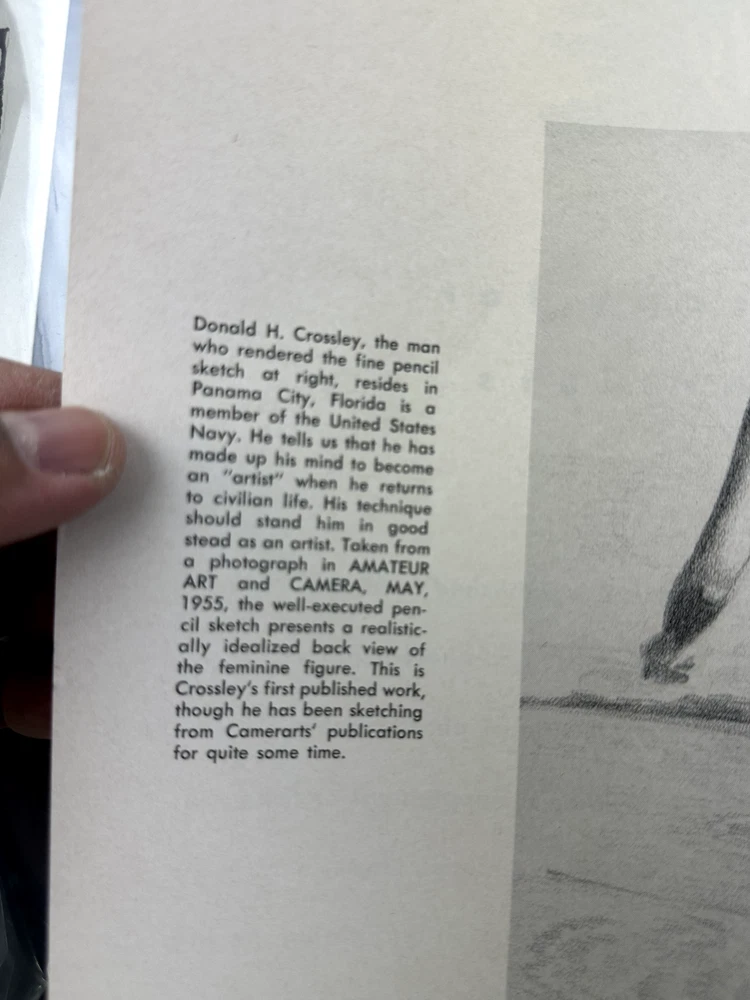 Donald H. Crossley, the man
who rendered the fine pencil
sketch at right, resides in
Panama City, Florida is a
member of the United States
Navy. He tells us that he has
made up his mind to become
an "artist" when he returns
to civilian life. His technique
should stand him in good
stead as an artist. Taken from
a photograph in AMATEUR
ART and CAMERA, MAY,
1955, the well-executed pen-
cil sketch presents a realistic-
ally idealized back view of
the feminine figure. This is
Crossley's first published work,
though he has been sketching
from Camerarts' publications
for quite some time.